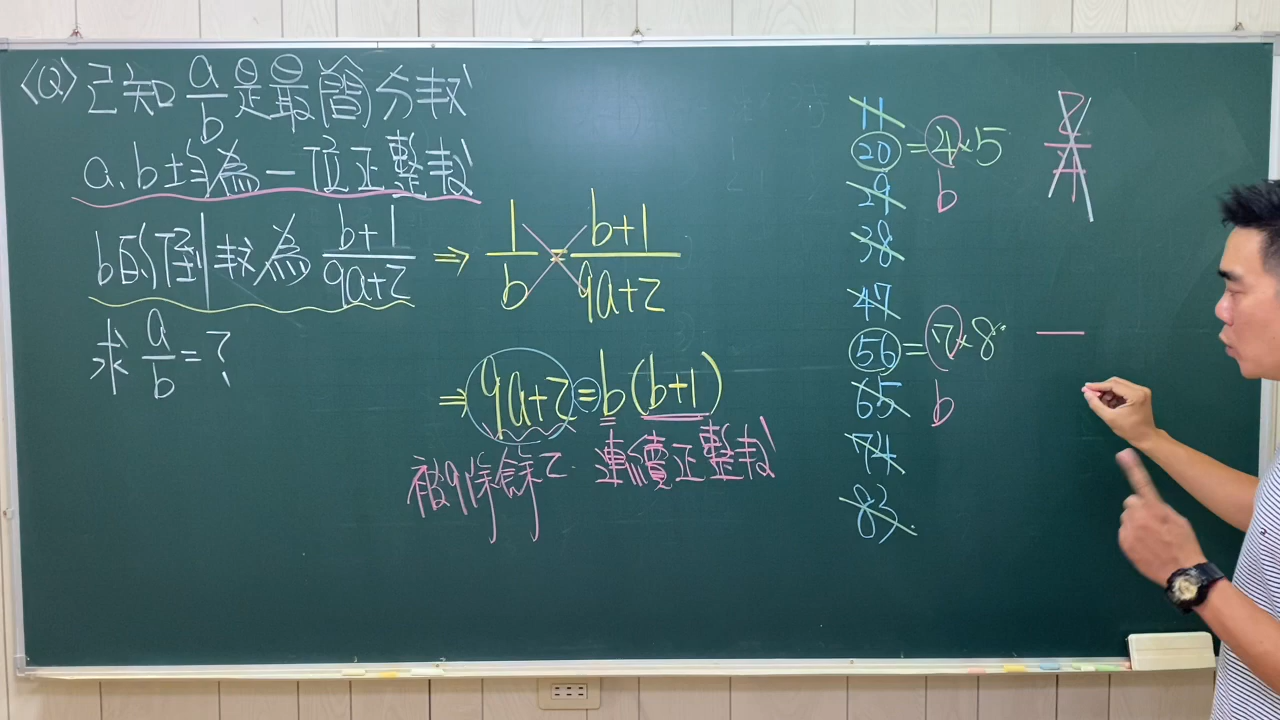 〈Q〉已知 a/b 是最簡分數
a、b均為一位正整數
b的倒數為 b+1/9a+2 ⇒ 1/b = b+1/9a+2
求 a/b = ?
⇒ 9a+2 = b(b+1)
被9除餘2. 連續正整數
11
20 = 4×5
b
29
38
47
56 = 7×8
b
65
74
83